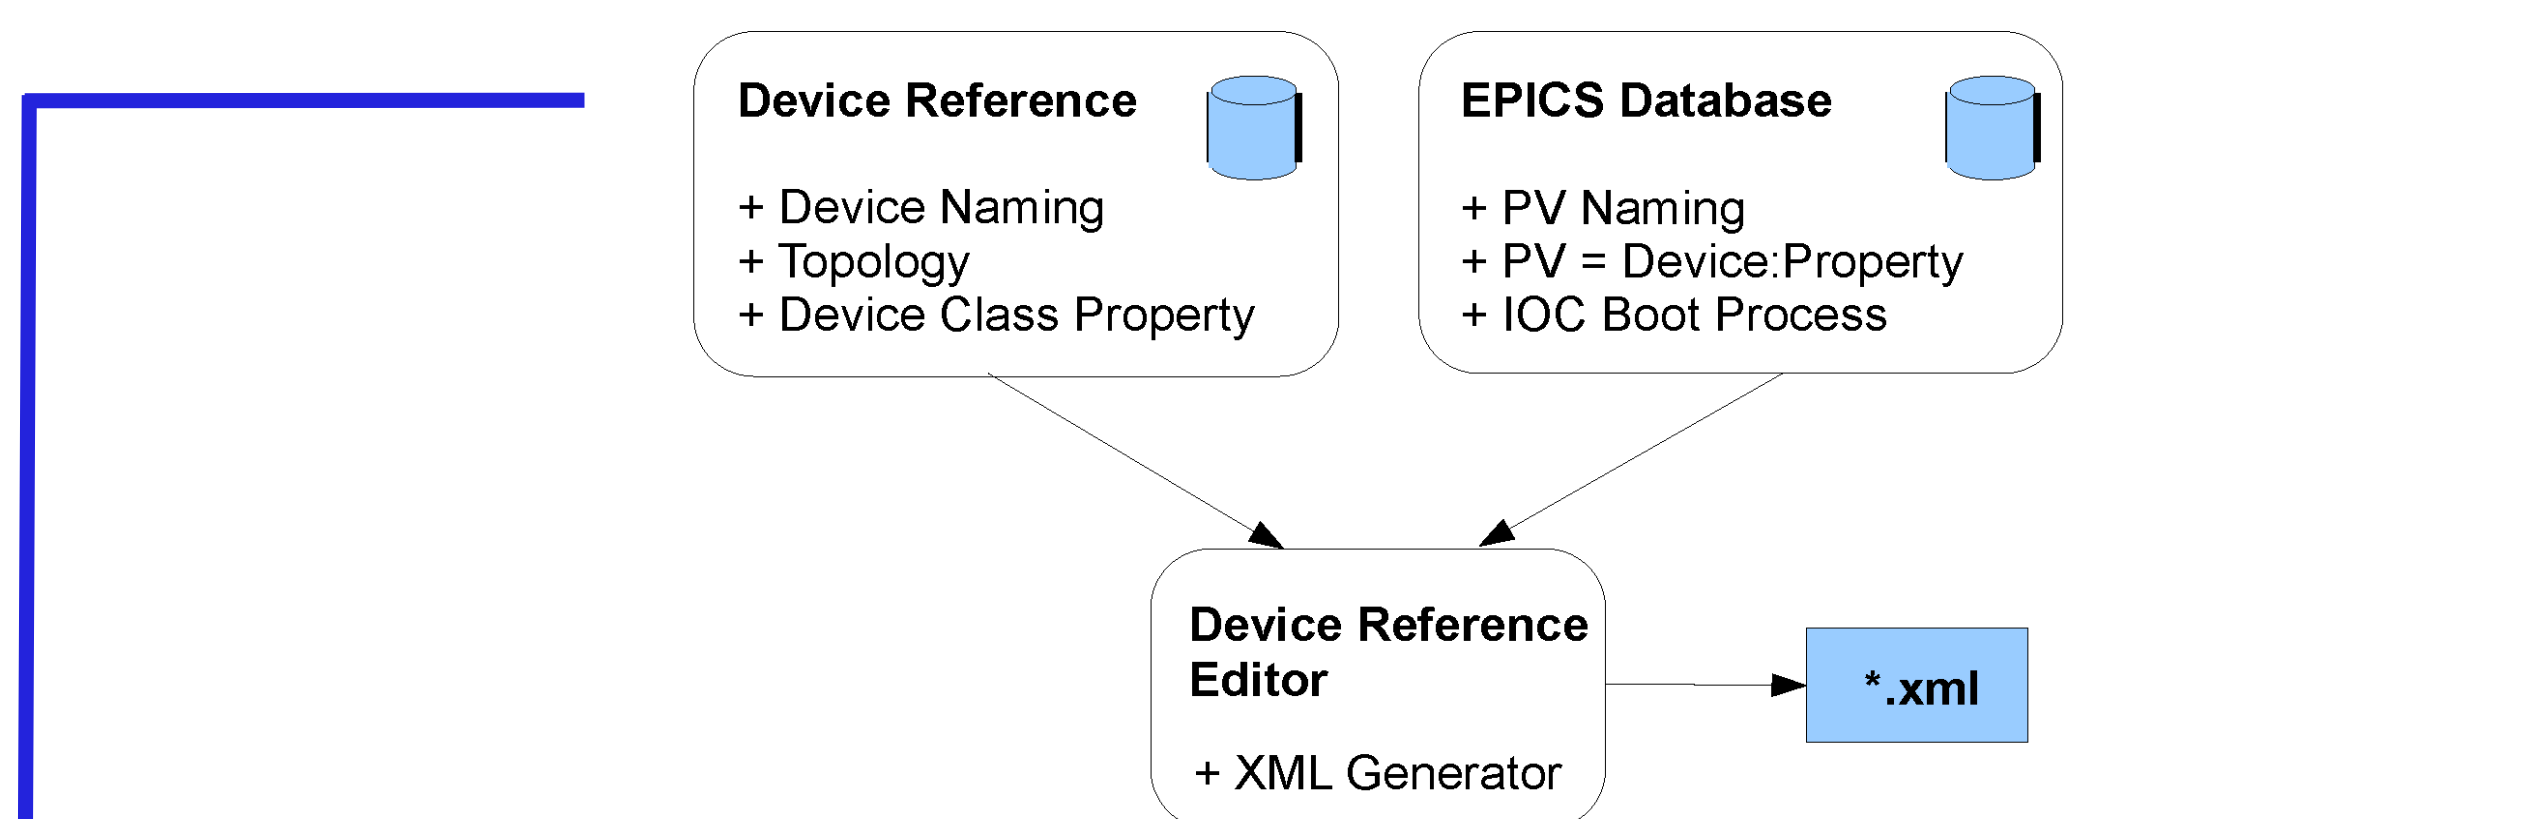 Device Reference
+ Device Naming
+ Topology
+ Device Class Property
EPICS Database
+ PV Naming
+ PV = Device:Property
+ IOC Boot Process
Device Reference
Editor
+ XML Generator
*.xml